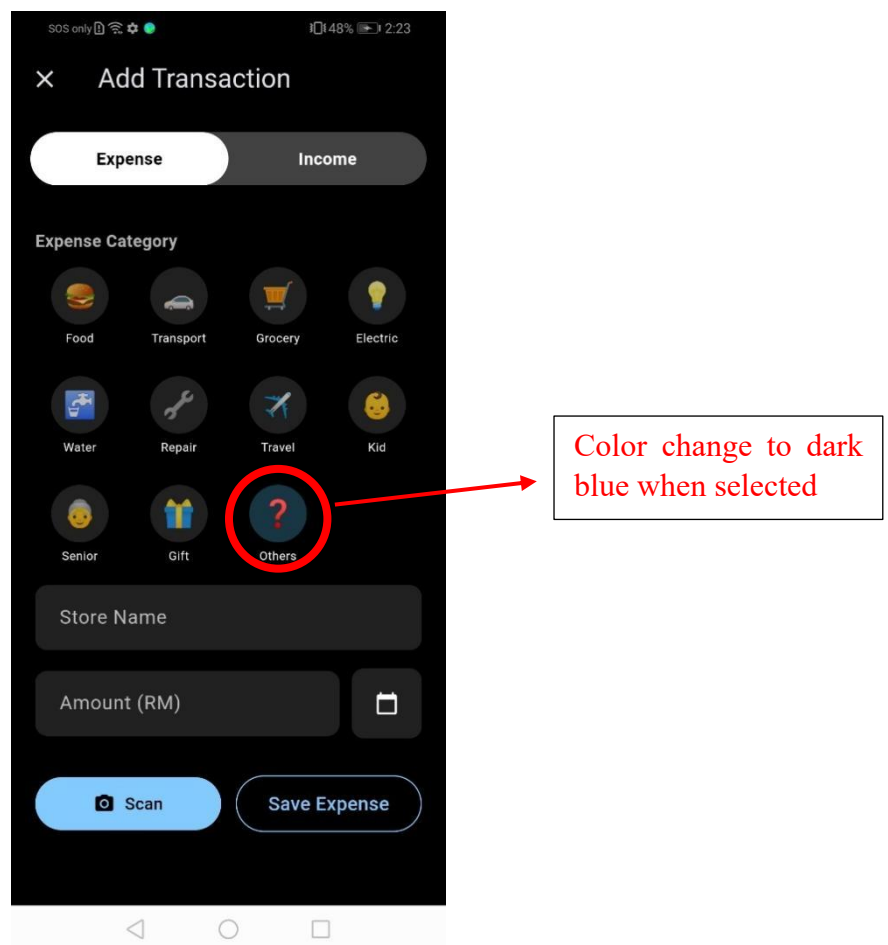 SOS only 48% 2:23
Add Transaction
Expense Income
Expense Category
Food Transport Grocery Electric
Water Repair Travel Kid
Senior Gift Others
Store Name
Amount (RM)
Scan Save Expense
Color change to dark
blue when selected